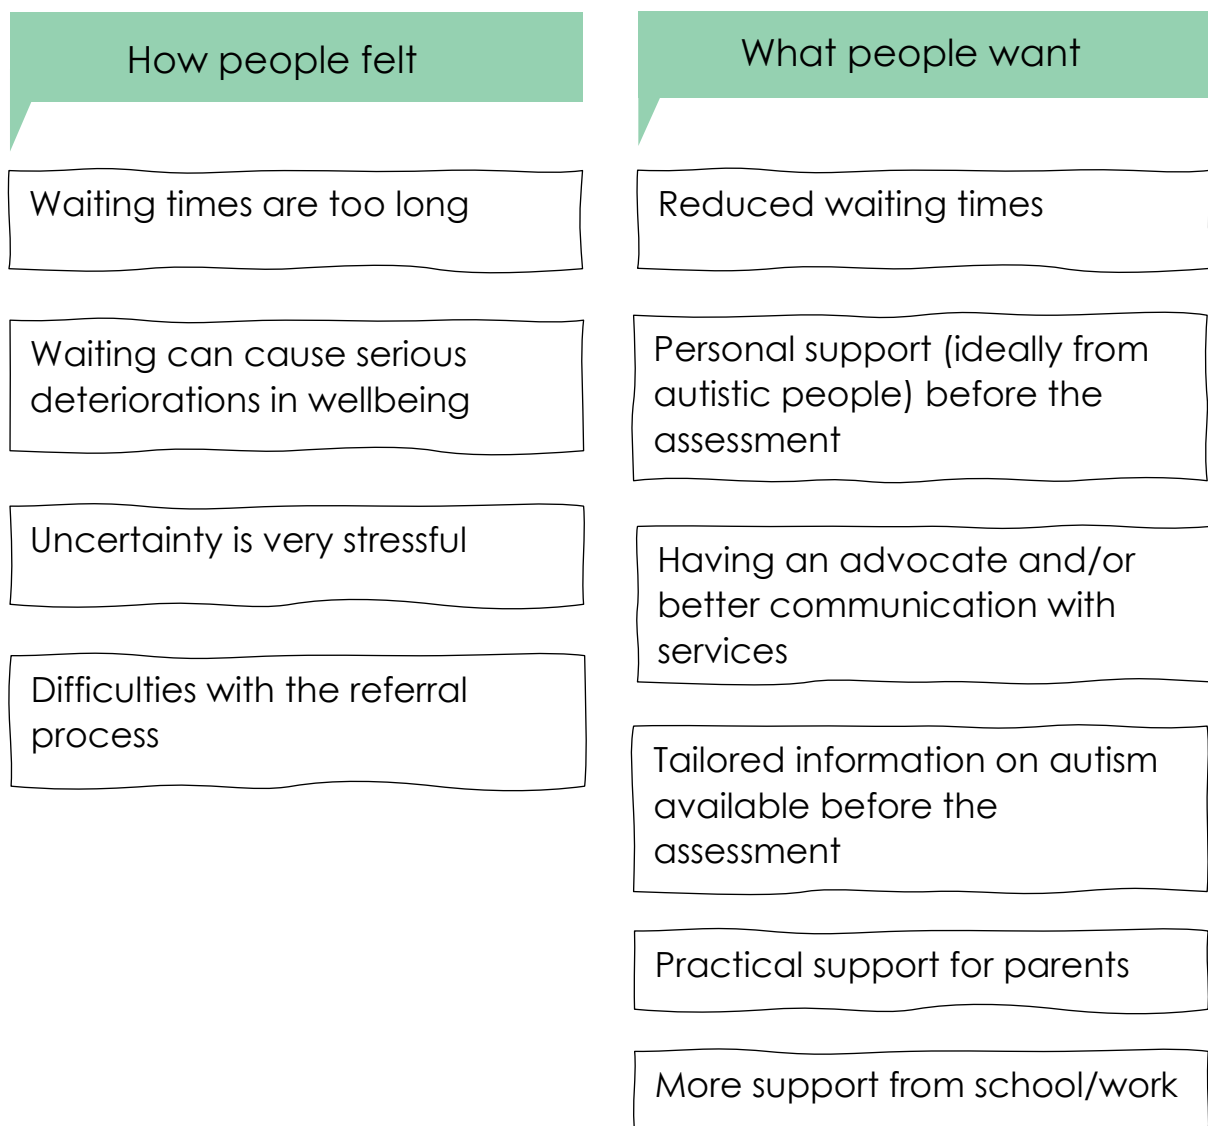 How people felt
Waiting times are too long
Waiting can cause serious
deteriorations in wellbeing
Uncertainty is very stressful
Difficulties with the referral
process
What people want
Reduced waiting times
Personal support (ideally from
autistic people) before the
assessment
Having an advocate and/or
better communication with
services
Tailored information on autism
available before the
assessment
Practical support for parents
More support from school/work